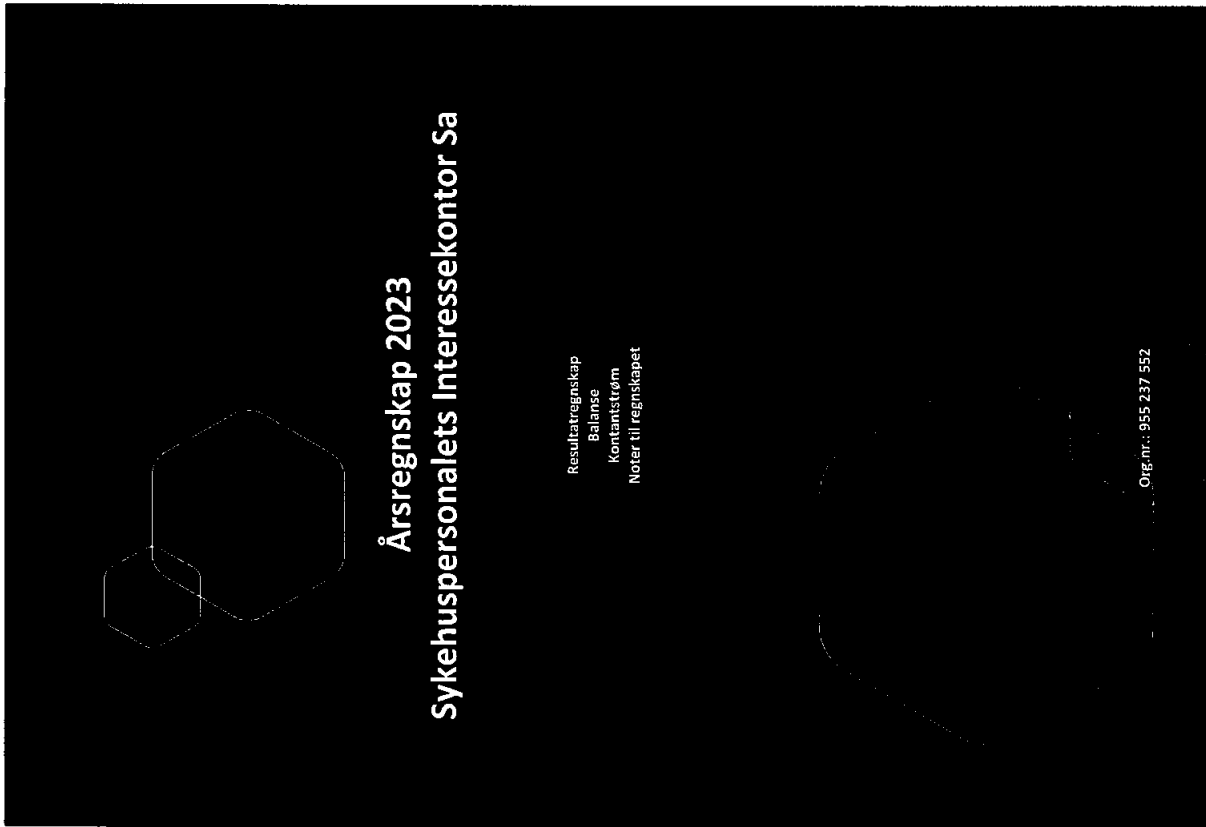 Årsregnskap 2023
Sykehuspersonalets Interessekontor Sa
Resultatregnskap
Balanse
Kontantstrøm
Noter til regnskapet
Org.nr.: 955 237 552